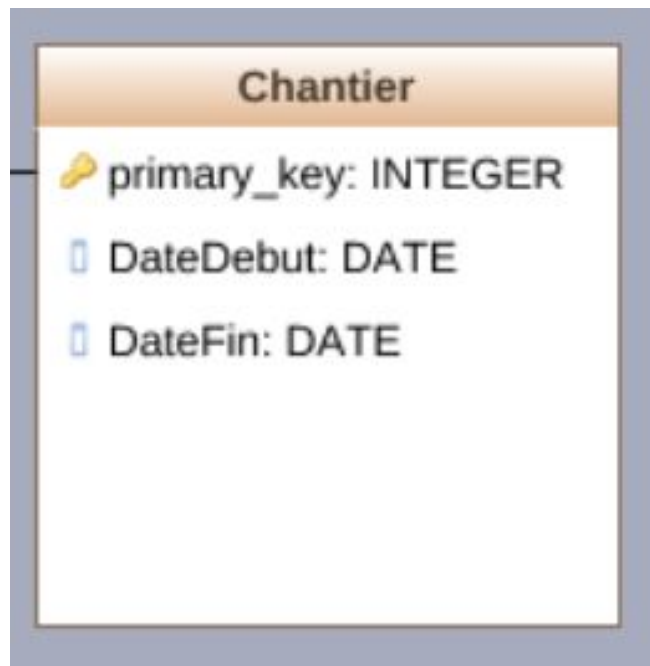 Chantier
primary_key: INTEGER
DateDebut: DATE
DateFin: DATE